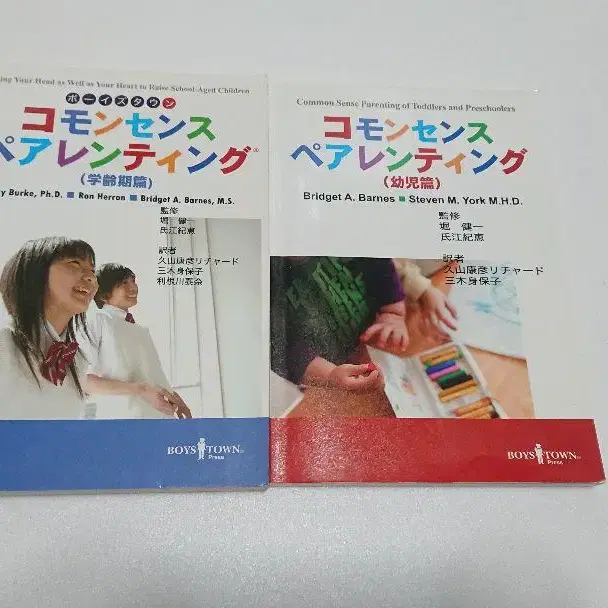 ing Your Head as Well as Your Heart to Raise School-Aged Children
ボーイズタウン
コモンセンス
ペアレンティング®
(学齢期篇)
y Burke, Ph.D. ■ Ron Herron ■ Bridget A. Barnes, M.S.
監修
堀 健一
氏江紀恵
訳者
久山康彦リチャード
三木身保子
利根川泰奈
BOYS TOWN®
Press
Common Sense Parenting of Toddlers and Preschoolers
コモンセンス
ペアレンティング
(幼児篇)
Bridget A. Barnes ■ Steven M. York M.H.D.
監修
堀 健一
氏江紀恵
訳者
久山康彦リチャード
三木身保子
BOYS TOWN®
Press